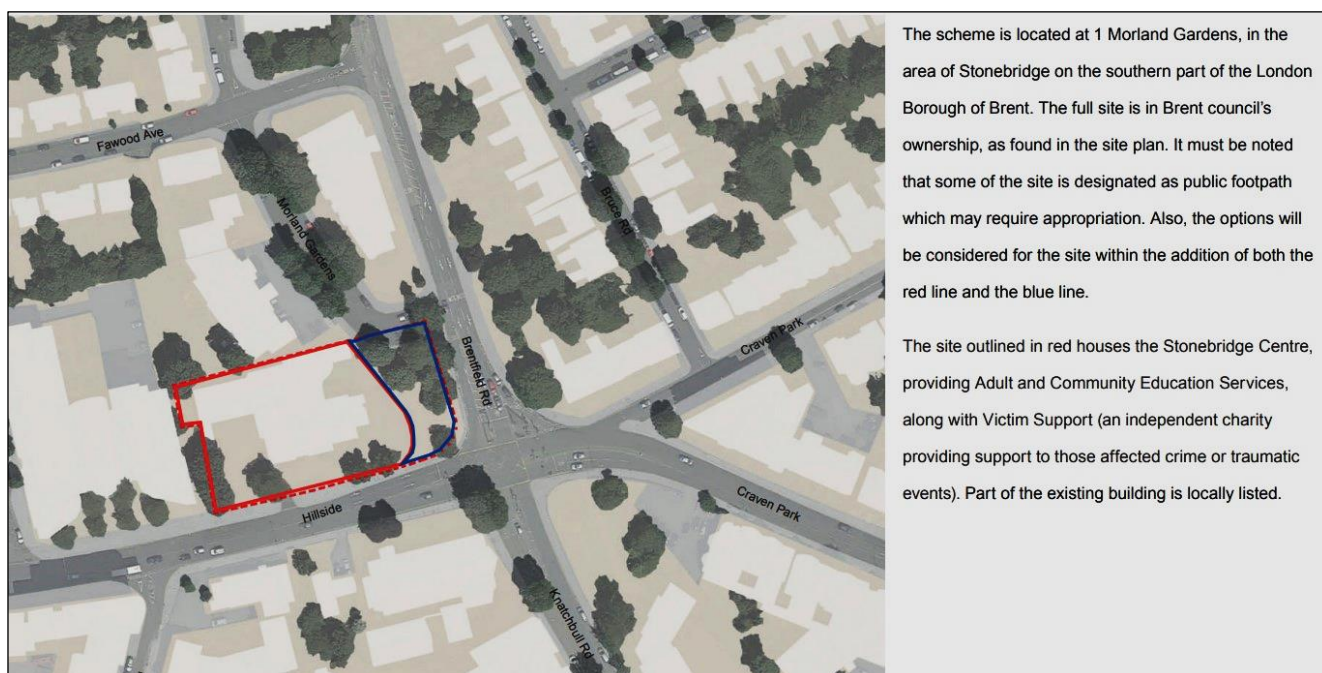 Fawood Ave
Morland Gardens
Bruce Rd
Brentfield Rd
Craven Park
Craven Park
Hillside
Knatchbull Rd
The scheme is located at 1 Morland Gardens, in the
area of Stonebridge on the southern part of the London
Borough of Brent. The full site is in Brent council’s
ownership, as found in the site plan. It must be noted
that some of the site is designated as public footpath
which may require appropriation. Also, the options will
be considered for the site within the addition of both the
red line and the blue line.
The site outlined in red houses the Stonebridge Centre,
providing Adult and Community Education Services,
along with Victim Support (an independent charity
providing support to those affected crime or traumatic
events). Part of the existing building is locally listed.